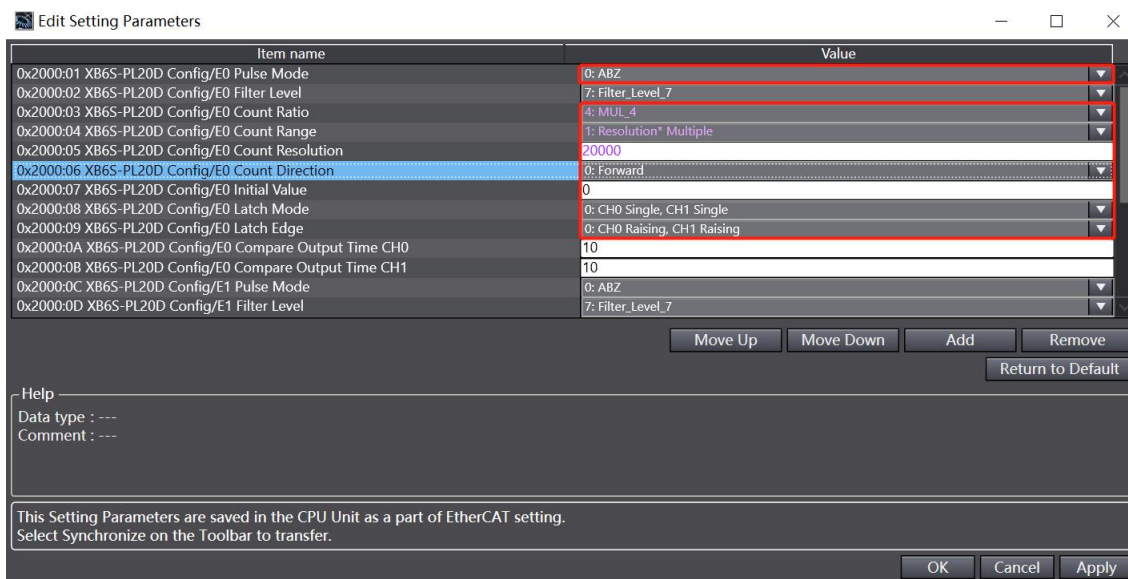 Edit Setting Parameters
Item name Value
0x2000:01 XB6S-PL20D Config/E0 Pulse Mode 0: ABZ
0x2000:02 XB6S-PL20D Config/E0 Filter Level 7: Filter_Level_7
0x2000:03 XB6S-PL20D Config/E0 Count Ratio 4: MUL_4
0x2000:04 XB6S-PL20D Config/E0 Count Range 1: Resolution* Multiple
0x2000:05 XB6S-PL20D Config/E0 Count Resolution 20000
0x2000:06 XB6S-PL20D Config/E0 Count Direction 0: Forward
0x2000:07 XB6S-PL20D Config/E0 Initial Value 0
0x2000:08 XB6S-PL20D Config/E0 Latch Mode 0: CH0 Single, CH1 Single
0x2000:09 XB6S-PL20D Config/E0 Latch Edge 0: CH0 Raising, CH1 Raising
0x2000:0A XB6S-PL20D Config/E0 Compare Output Time CH0 10
0x2000:0B XB6S-PL20D Config/E0 Compare Output Time CH1 10
0x2000:0C XB6S-PL20D Config/E1 Pulse Mode 0: ABZ
0x2000:0D XB6S-PL20D Config/E1 Filter Level 7: Filter_Level_7
Move Up Move Down Add Remove
Return to Default
Help
Data type : ---
Comment : ---
This Setting Parameters are saved in the CPU Unit as a part of EtherCAT setting.
Select Synchronize on the Toolbar to transfer.
OK Cancel Apply